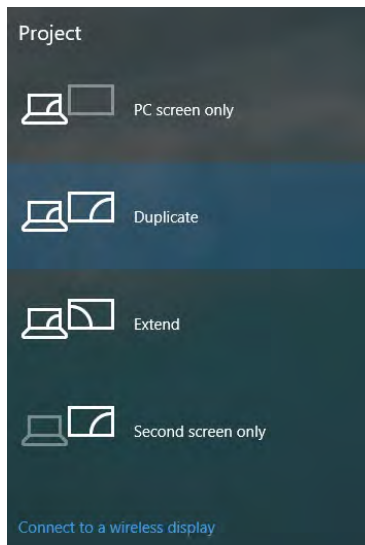 Project
PC screen only
Duplicate
Extend
Second screen only
Connect to a wireless display